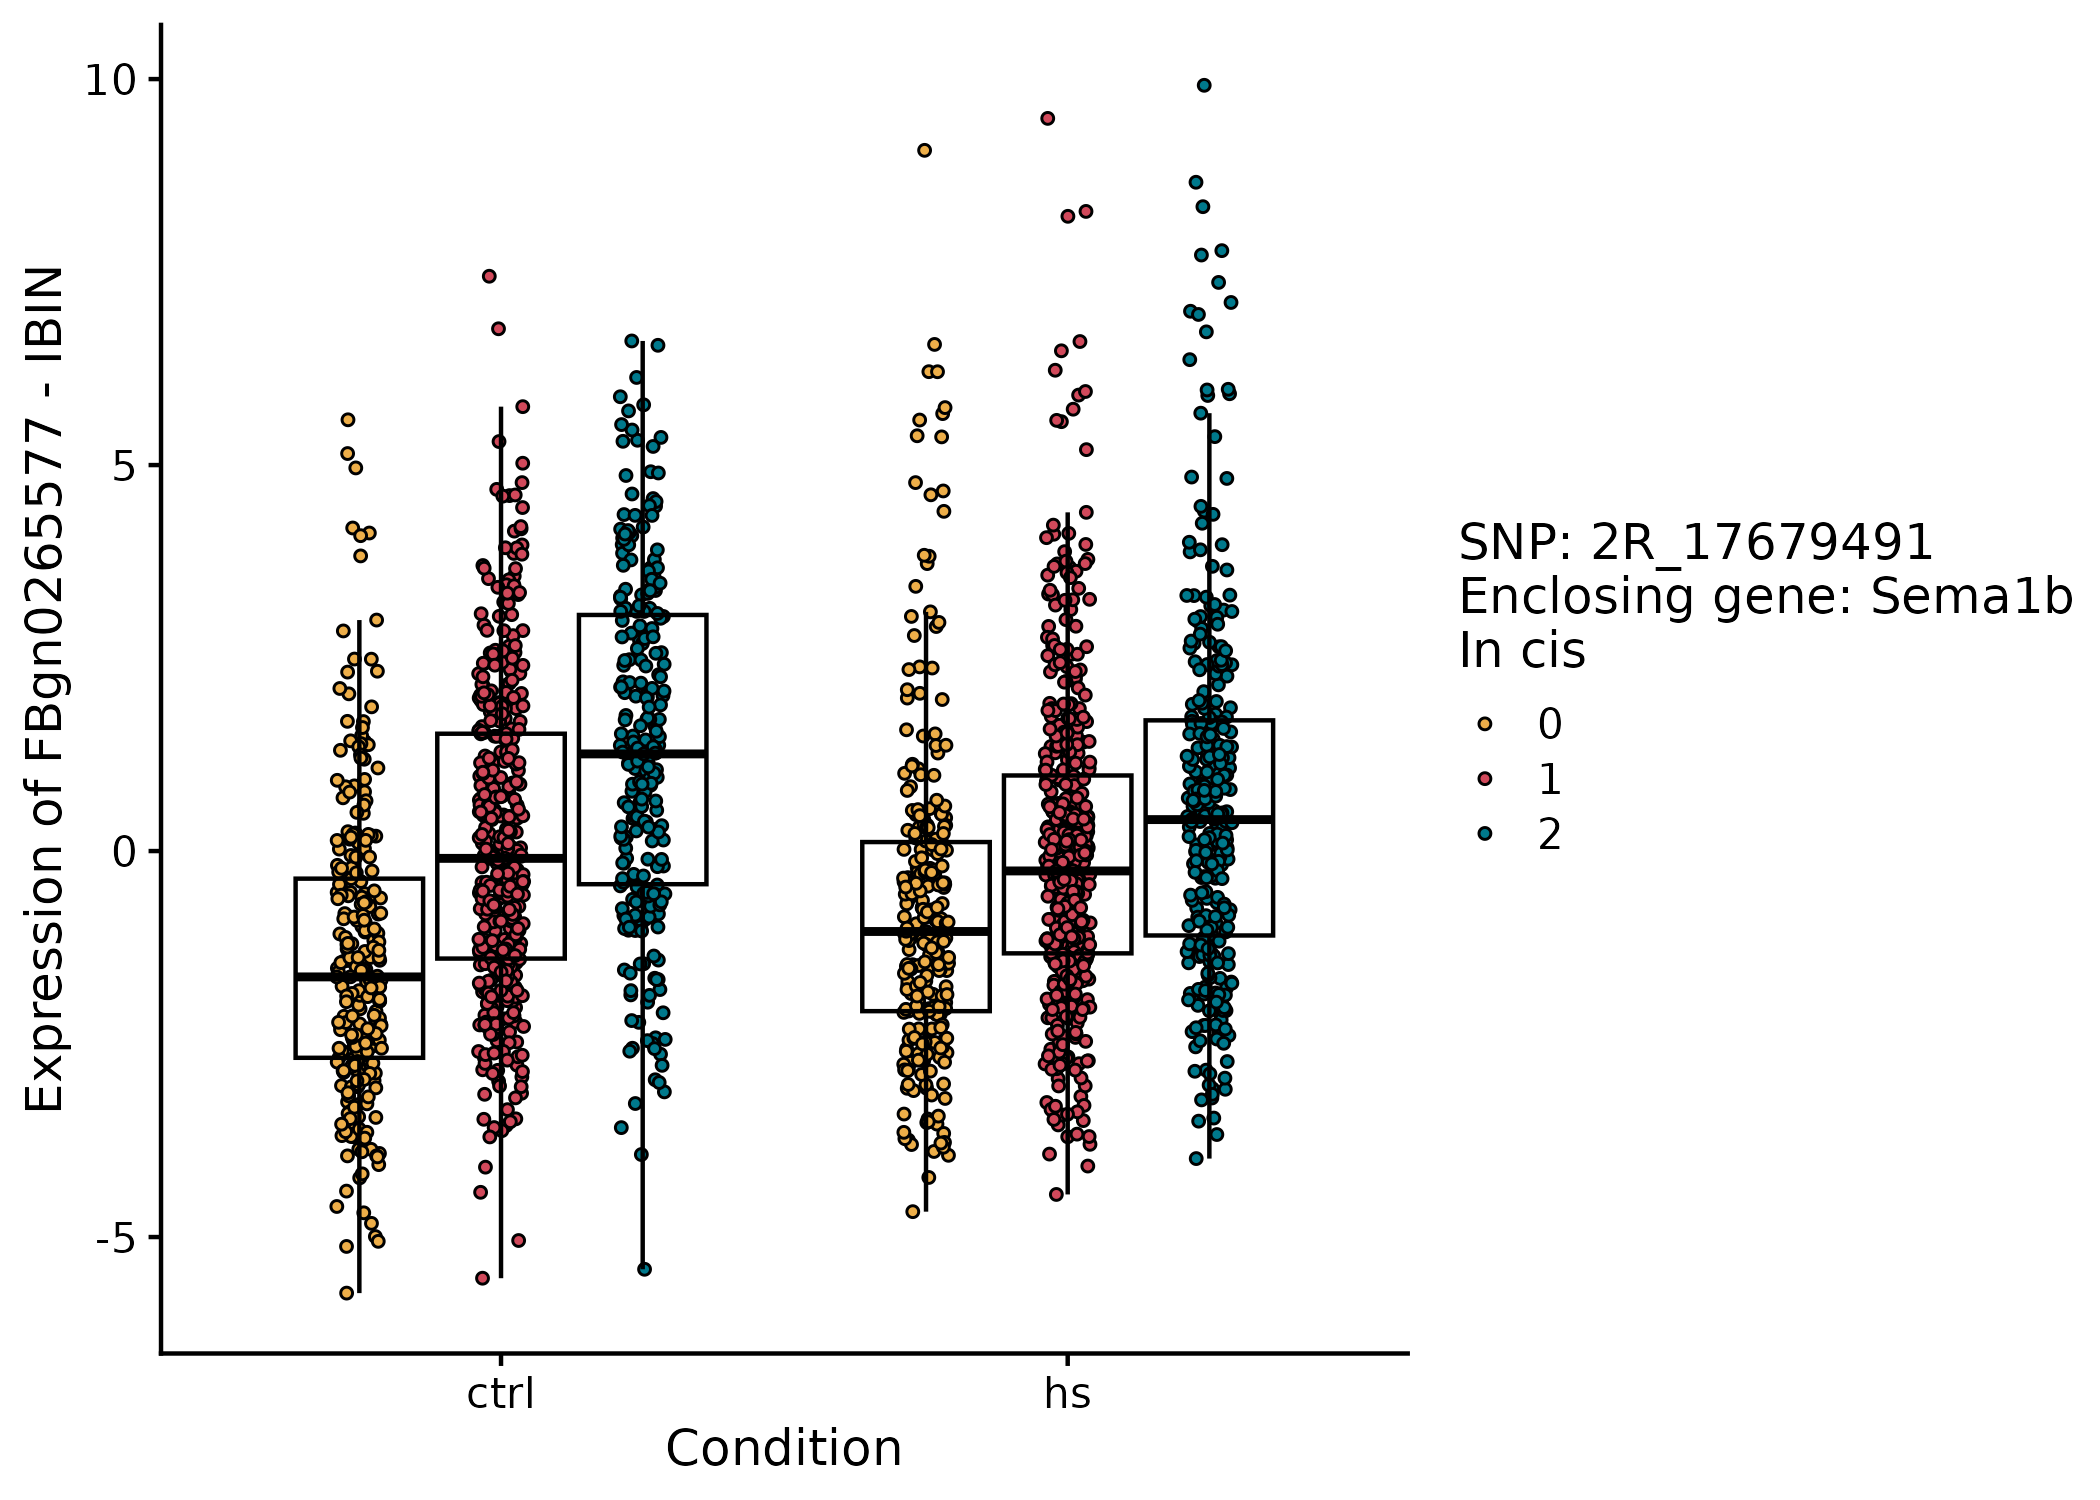 10
5
0
-5
Expression of FBgn0265577 - IBIN
ctrl
hs
Condition
SNP: 2R_17679491
Enclosing gene: Sema1b
In cis
0
1
2